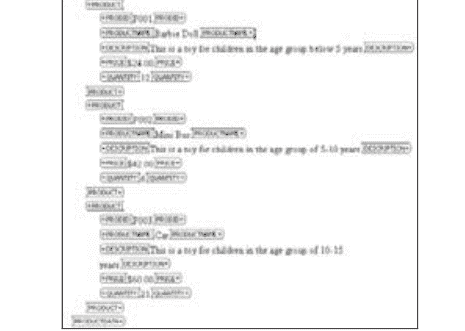 PRODUCT
PRODID P001 PRODID
PRODUCTNAME Barbie Doll PRODUCTNAME
DESCRIPTION This is a toy for children in the age group below 5 years DESCRIPTION
PRICE $24.00 PRICE
QUANTITY 12 QUANTITY
PRODUCT
PRODUCT
PRODID P002 PRODID
PRODUCTNAME Mini Bus PRODUCTNAME
DESCRIPTION This is a toy for children in the age group of 5-10 years DESCRIPTION
PRICE $42.00 PRICE
QUANTITY QUANTITY
PRODUCT
PRODUCT
PRODID P003 PRODID
PRODUCTNAME Car PRODUCTNAME
DESCRIPTION This is a toy for children in the age group of 10-15
years DESCRIPTION
PRICE $60.00 PRICE
QUANTITY QUANTITY
PRODUCT
PRODUCTDATA